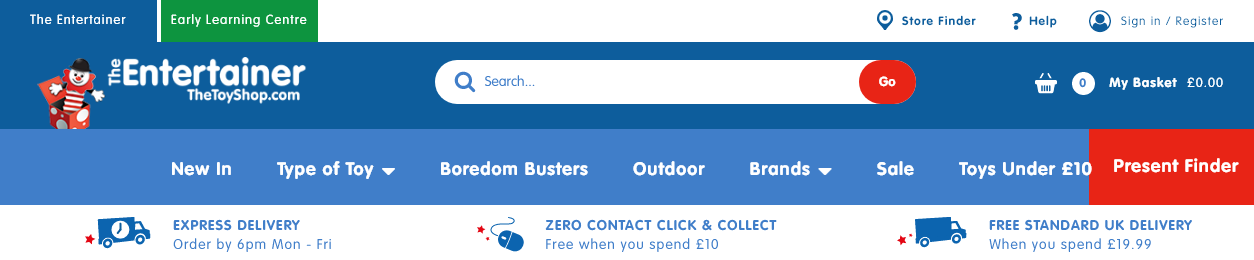 The Entertainer
Early Learning Centre
Store Finder
Help
Sign in / Register
The Entertainer
TheToyShop.com
Search...
Go
0
My Basket £0.00
New In
Type of Toy
Boredom Busters
Outdoor
Brands
Sale
Toys Under £10
Present Finder
EXPRESS DELIVERY
Order by 6pm Mon - Fri
ZERO CONTACT CLICK & COLLECT
Free when you spend £10
FREE STANDARD UK DELIVERY
When you spend £19.99